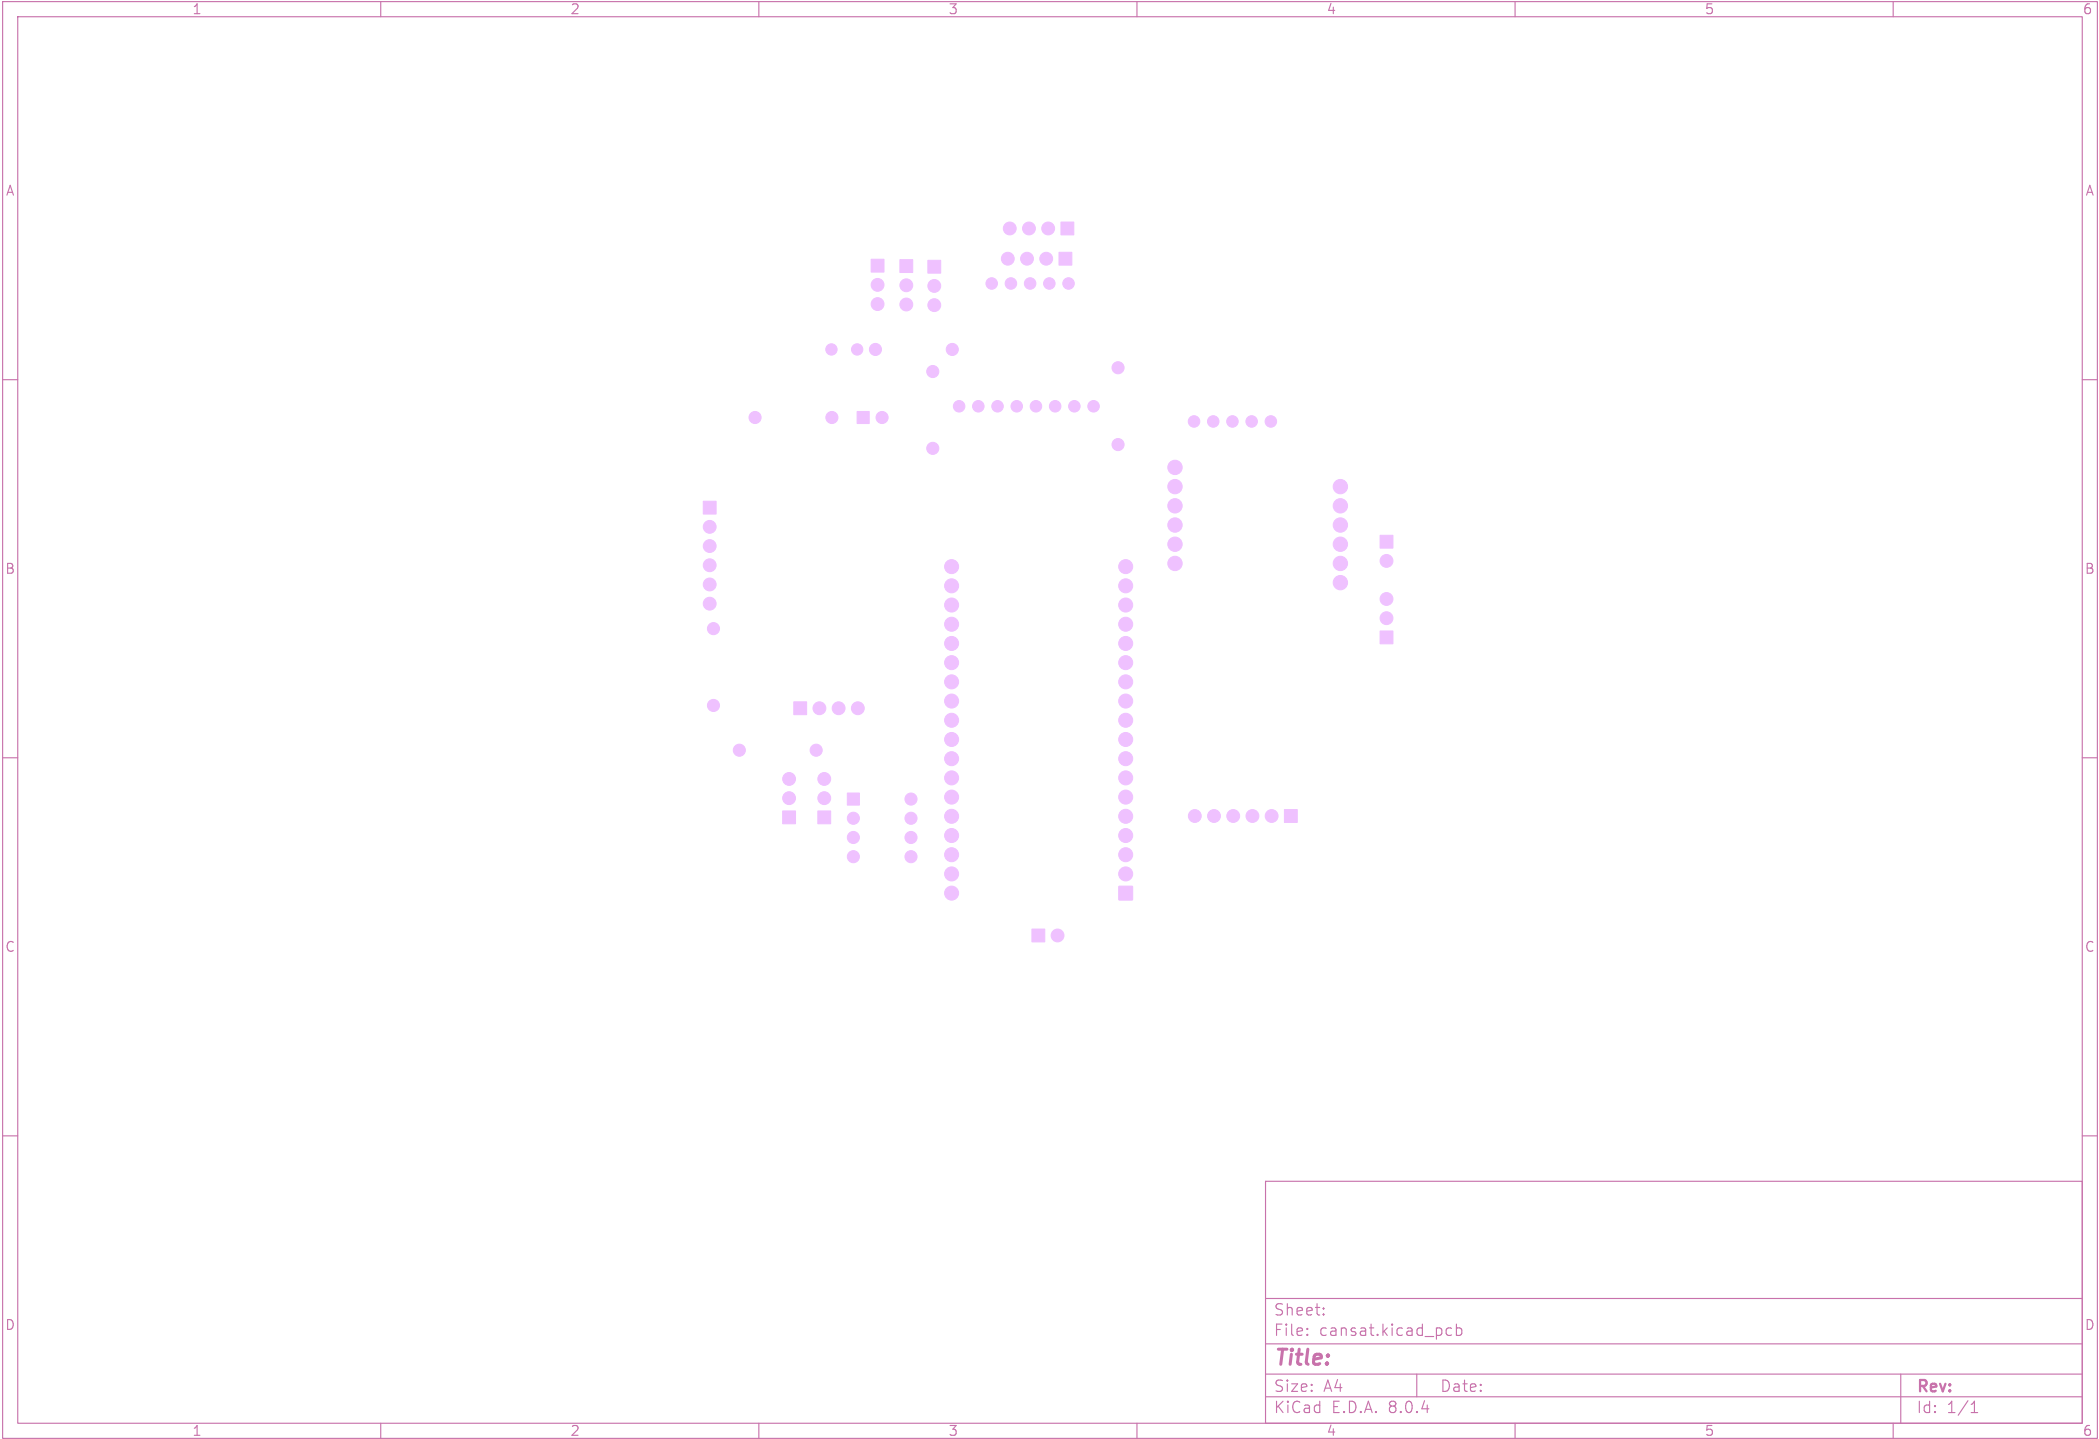 1 2 3 4 5 6
A A
B B
C C
D D
Sheet:
File: cansat.kicad_pcb
Title:
Size: A4 Date: Rev:
KiCad E.D.A. 8.0.4 Id: 1/1
1 2 3 4 5 6